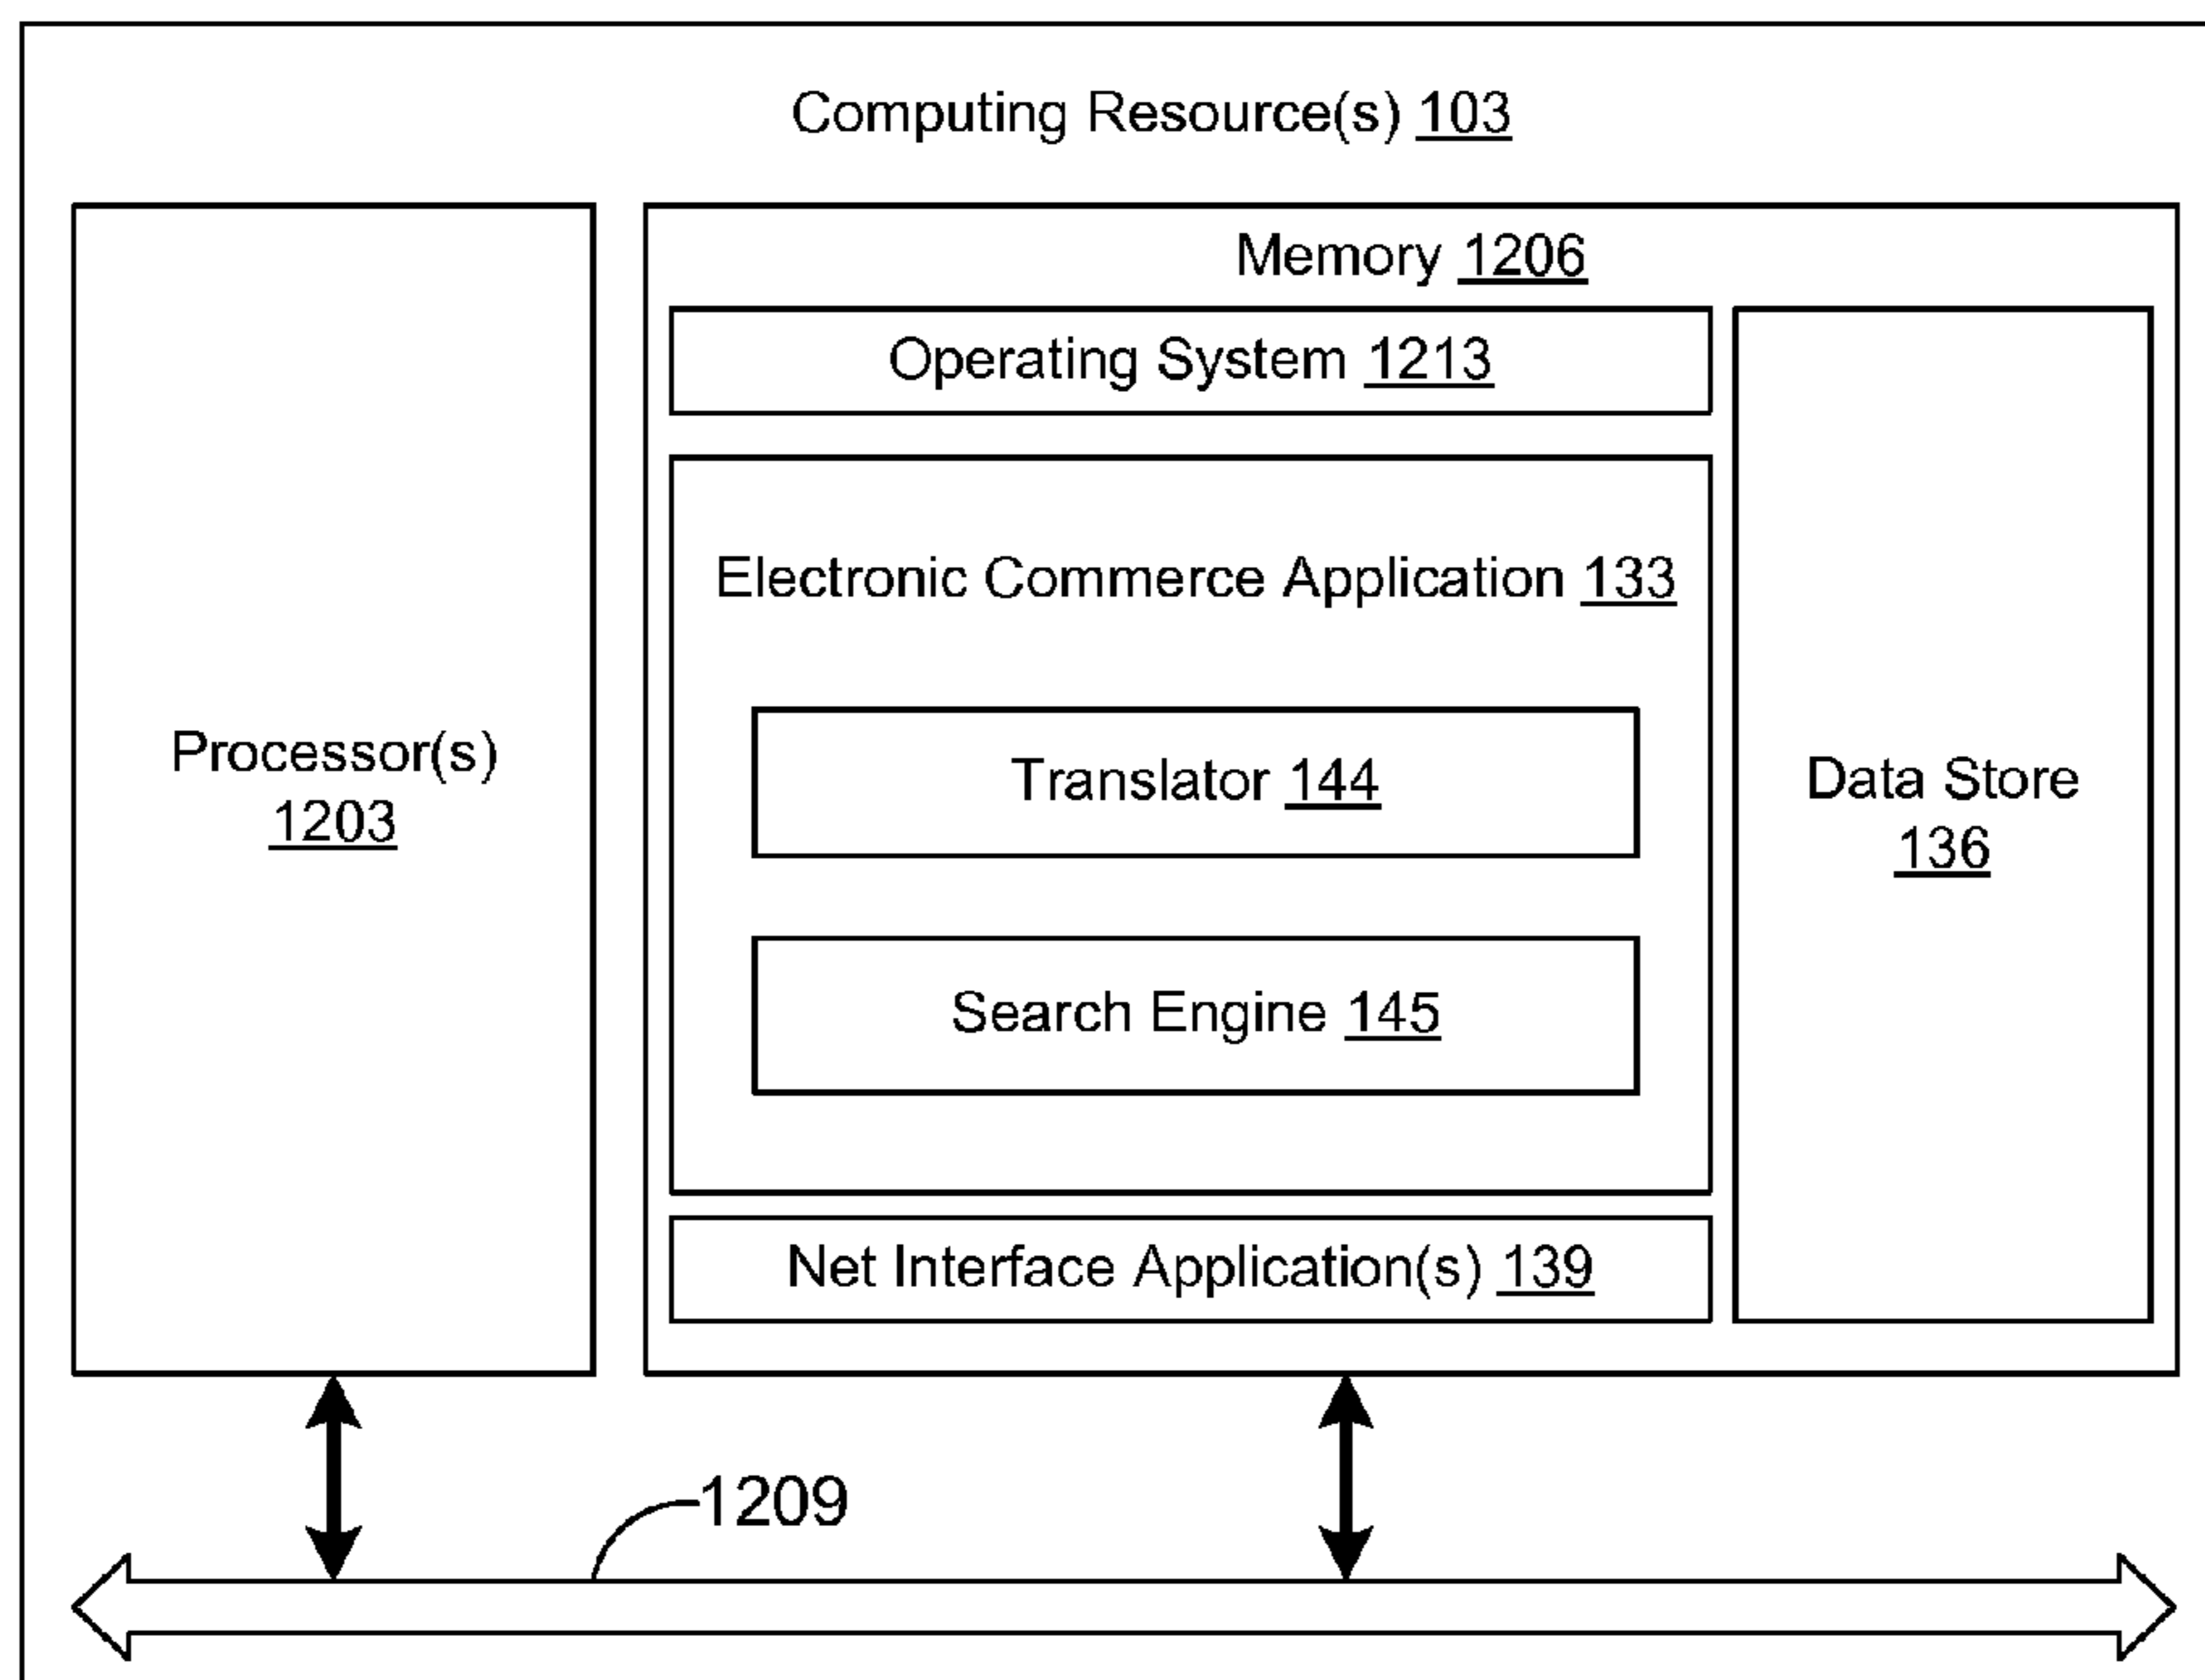 Computing Resource(s) 103
Memory 1206
Operating System 1213
Electronic Commerce Application 133
Processor(s)
1203
Translator 144
Data Store
136
Search Engine 145
Net Interface Application(s) 139
1209